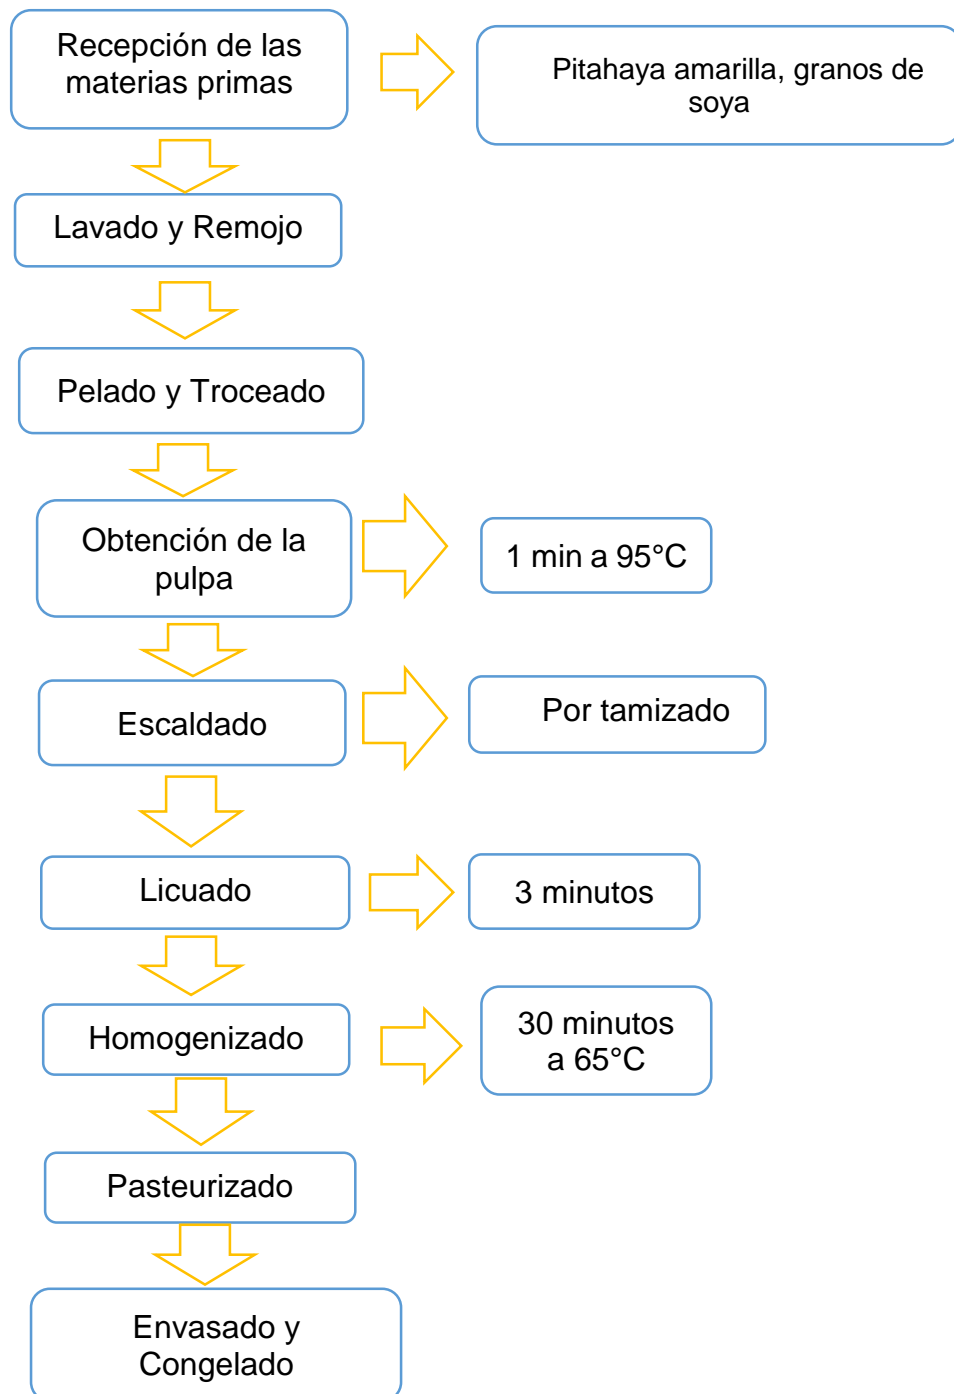 Recepción de las
materias primas
Pitahaya amarilla, granos de
soya
Lavado y Remojo
Pelado y Troceado
Obtención de la
pulpa
1 min a 95°C
Escaldado
Por tamizado
Licuado
3 minutos
Homogenizado
30 minutos
a 65°C
Pasteurizado
Envasado y
Congelado